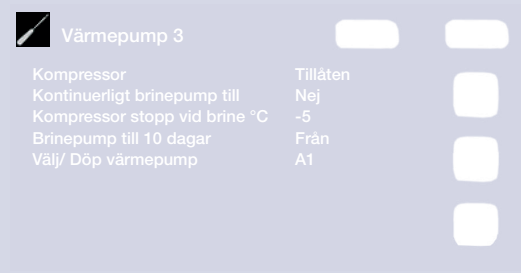 Värmepump 3
Kompressor Tillåten
Kontinuerligt brinepump till Nej
Kompressor stopp vid brine °C -5
Brinepump till 10 dagar Från
Välj/ Döp värmepump A1